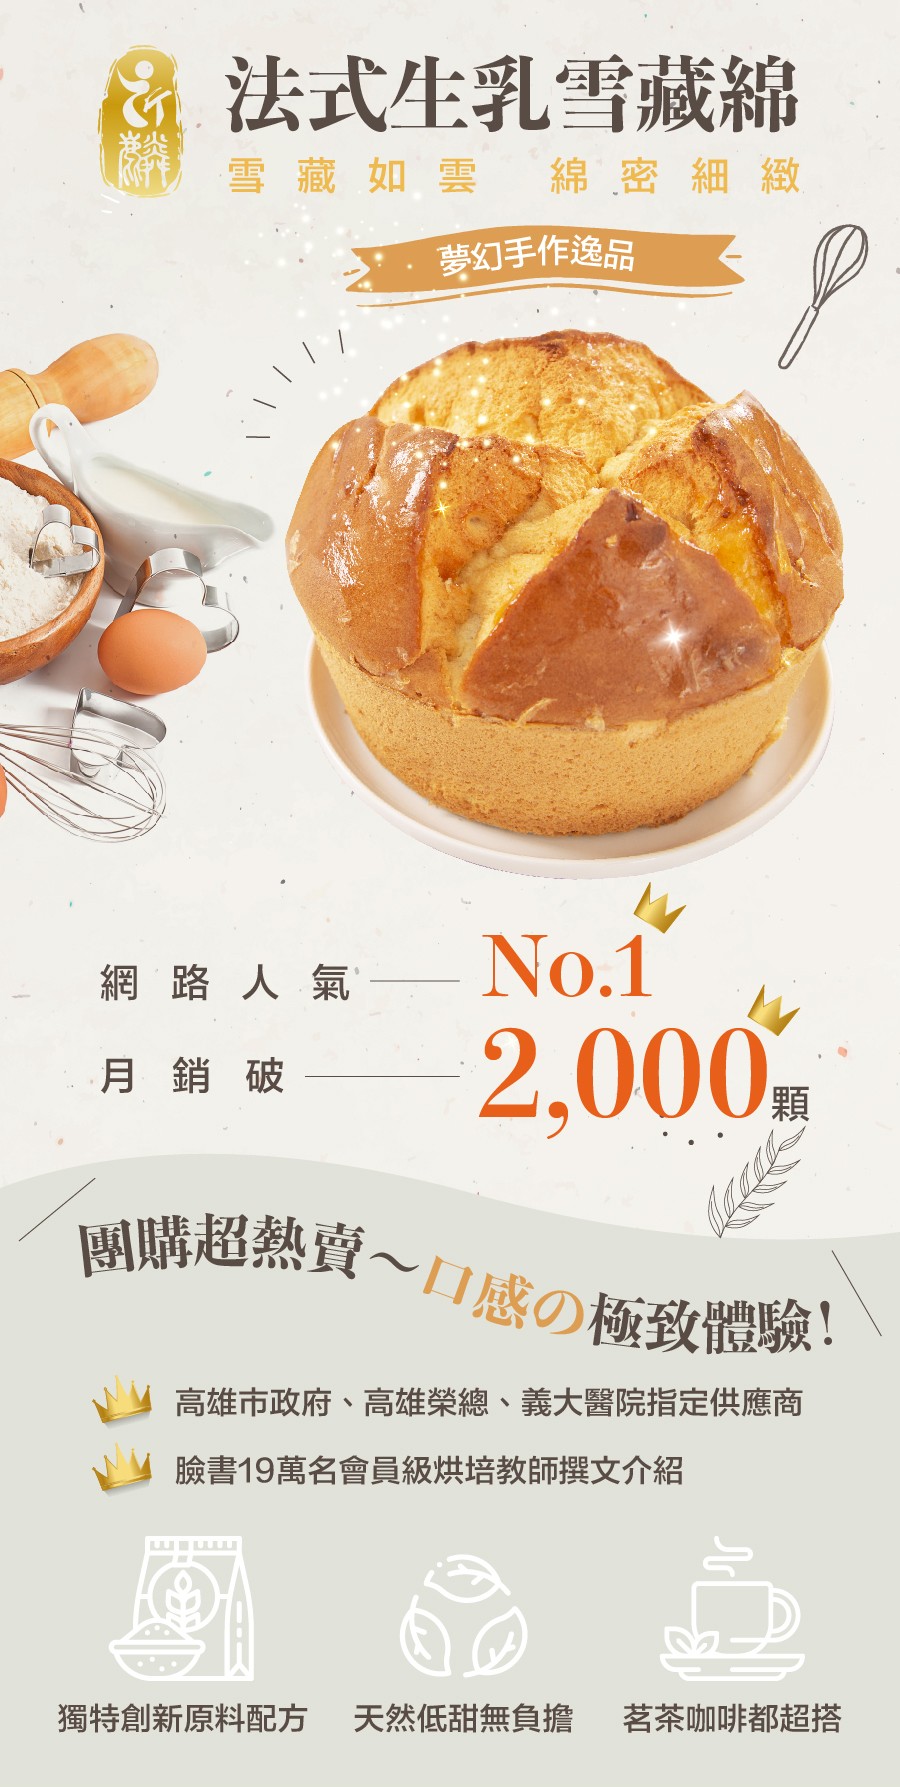 法式生乳雪藏綿
雪藏如雲 綿密細緻
夢幻手作逸品
網路人氣 No.1
月銷破 2,000顆
團購超熱賣～口感の極致體驗!
高雄市政府、高雄榮總、義大醫院指定供應商
臉書19萬名會員級烘培教師撰文介紹
獨特創新原料配方
天然低甜無負擔
茗茶咖啡都超搭